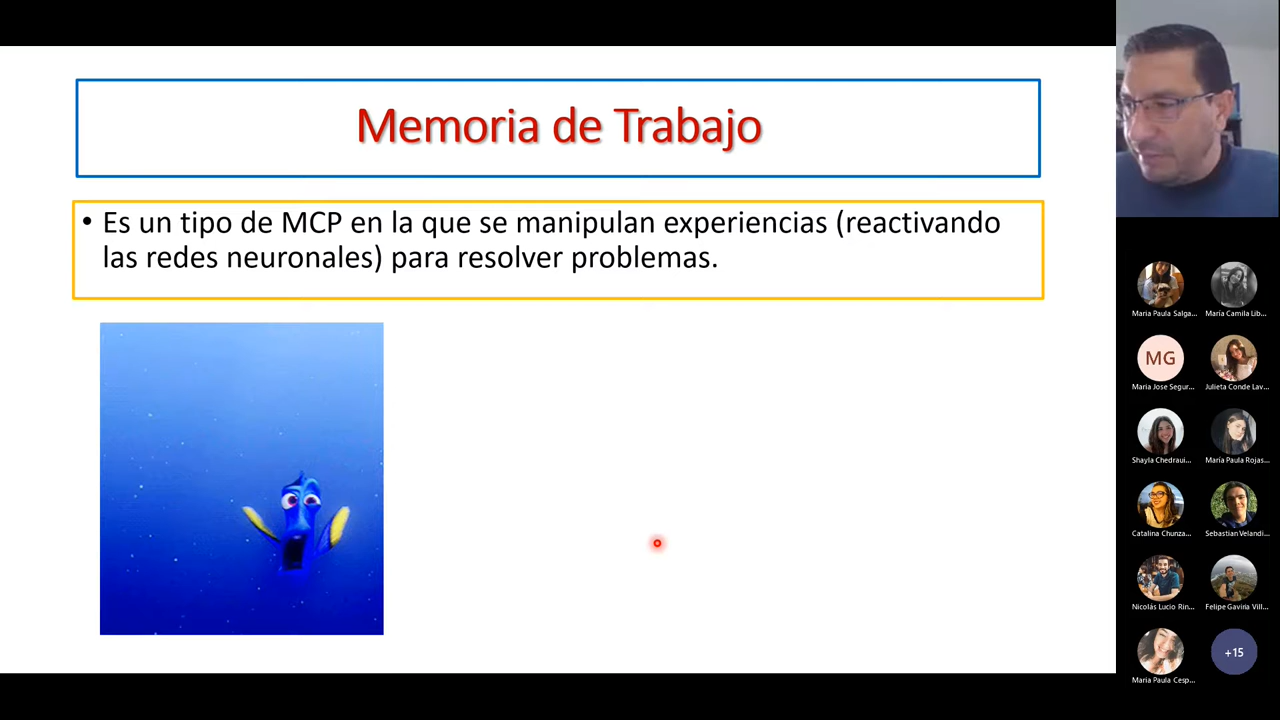 Memoria de Trabajo
• Es un tipo de MCP en la que se manipulan experiencias (reactivando
las redes neuronales) para resolver problemas.
Maria Paula Salga...
María Camila Lib...
MG
Maria Jose Segur...
Julieta Conde Lav...
Shayla Chedraui...
María Paula Rojas...
Catalina Chunza...
Sebastian Velandi...
Nicolás Lucio Rin...
Felipe Gaviria Vill...
Maria Paula Cesp...
+15